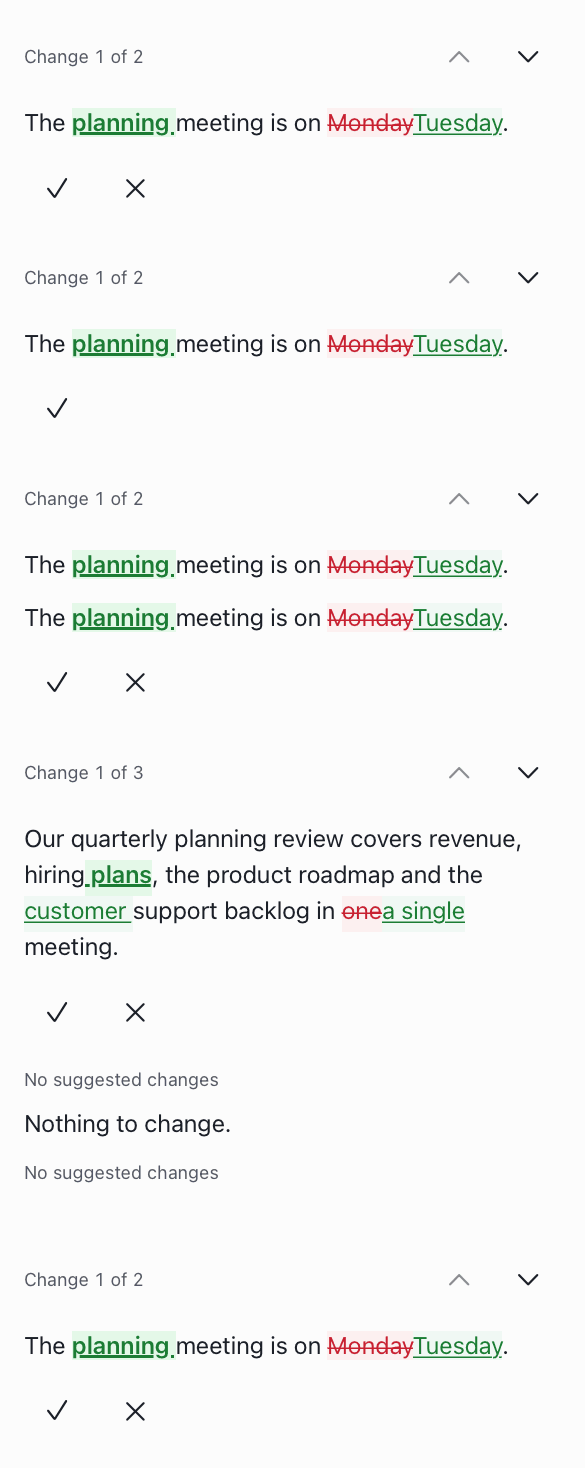 Change 1 of 2
The planning meeting is on MondayTuesday.
Change 1 of 2
The planning meeting is on MondayTuesday.
Change 1 of 2
The planning meeting is on MondayTuesday.
The planning meeting is on MondayTuesday.
Change 1 of 3
Our quarterly planning review covers revenue,
hiring plans, the product roadmap and the
customer support backlog in onea single
meeting.
No suggested changes
Nothing to change.
No suggested changes
Change 1 of 2
The planning meeting is on MondayTuesday.